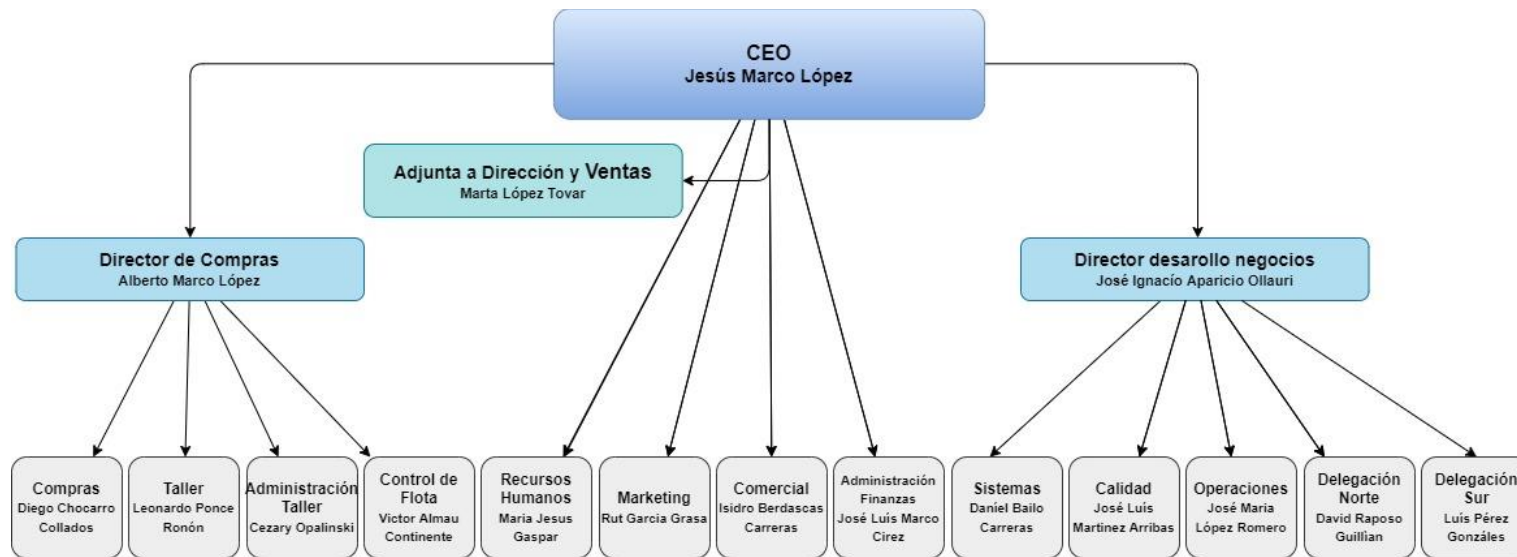 CEO
Jesús Marco López
Adjunta a Dirección y Ventas
Marta López Tovar
Director de Compras
Alberto Marco López
Director desarollo negocios
José Ignacío Aparicio Ollauri
Compras
Diego Chocarro
Collados
Taller
Leonardo Ponce
Ronón
Administración
Taller
Cezary Opalinski
Control de
Flota
Victor Almau
Continente
Recursos
Humanos
Maria Jesus
Gaspar
Marketing
Rut Garcia Grasa
Comercial
Isidro Berdascas
Carreras
Administración
Finanzas
José Luis Marco
Cirez
Sistemas
Daniel Bailo
Carreras
Calidad
José Luís
Martinez Arribas
Operaciones
José Maria
López Romero
Delegación
Norte
David Raposo
Guillìan
Delegación
Sur
Luís Pérez
Gonzáles